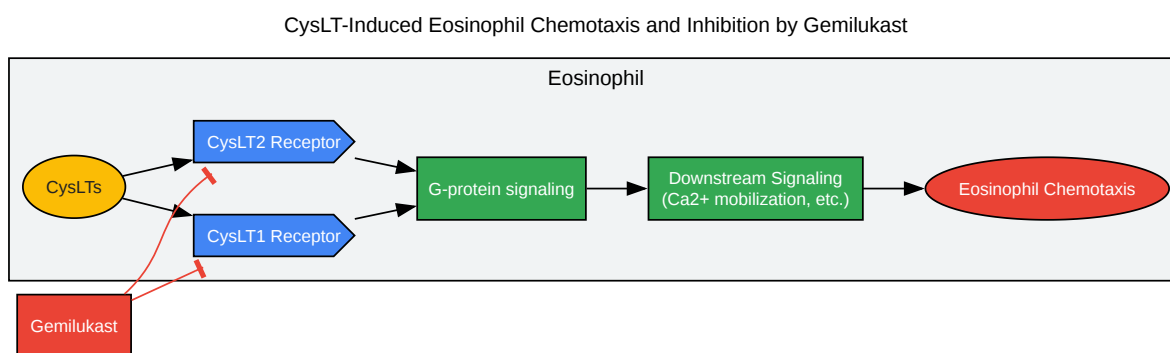 CysLT-Induced Eosinophil Chemotaxis and Inhibition by Gemilukast
Eosinophil
CysLT2 Receptor
CysLTs
CysLT1 Receptor
G-protein signaling
Downstream Signaling
(Ca2+ mobilization, etc.)
Eosinophil Chemotaxis
Gemilukast